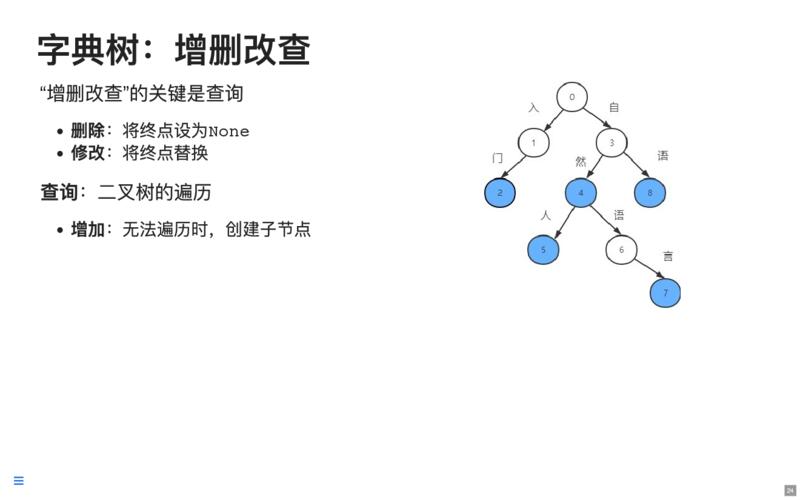 字典树：增删改查
“增删改查”的关键是查询
• 删除：将终点设为None
• 修改：将终点替换
查询：二叉树的遍历
• 增加：无法遍历时，创建子节点
0
入
自
1
3
门
然
语
2
4
8
人
语
5
6
言
7
24